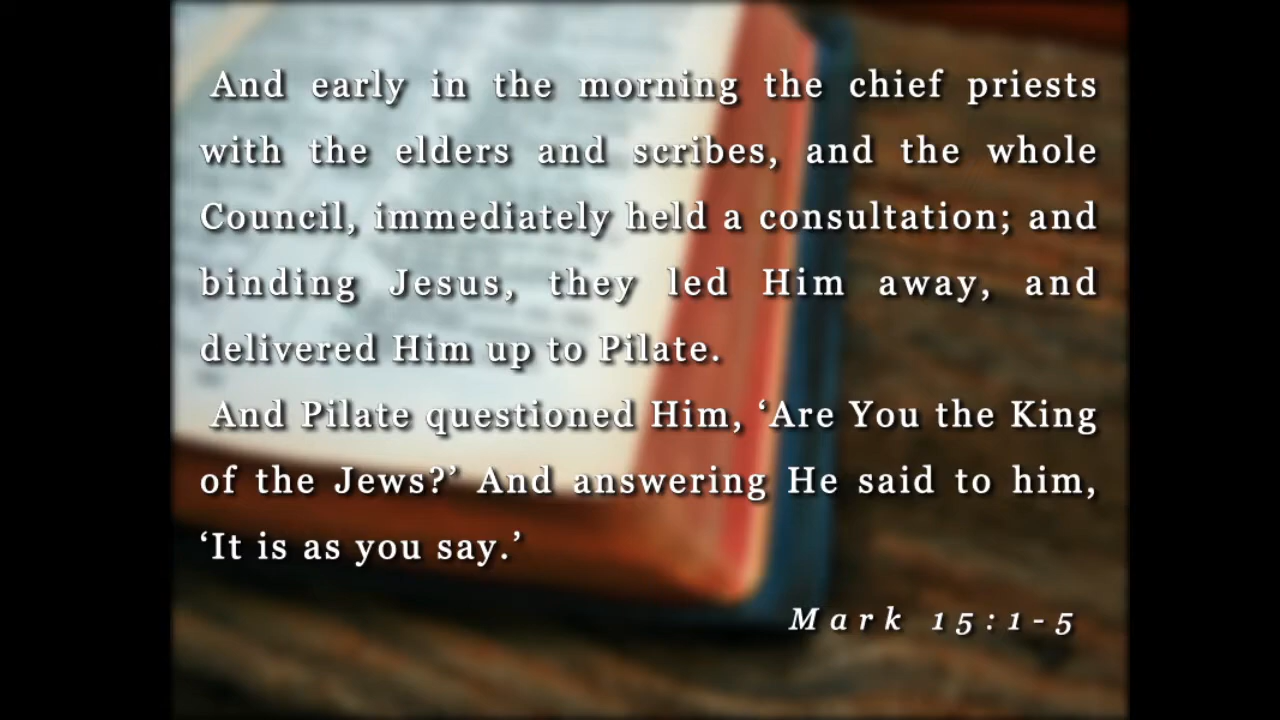 And early in the morning the chief priests
with the elders and scribes, and the whole
Council, immediately held a consultation; and
binding Jesus, they led Him away, and
delivered Him up to Pilate.
And Pilate questioned Him, ‘Are You the King
of the Jews?’ And answering He said to him,
‘It is as you say.’
Mark 15:1-5